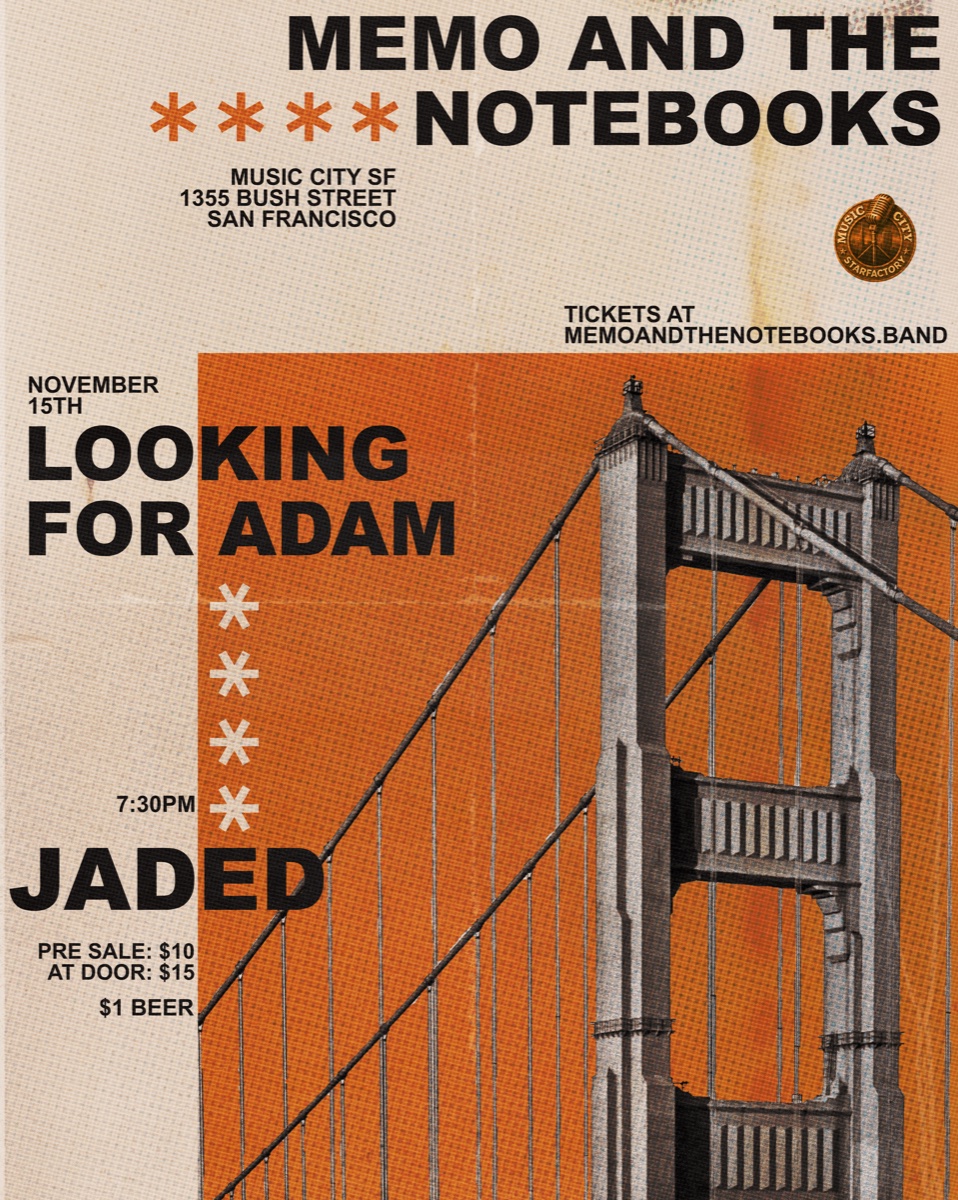 MEMO AND THE
****NOTEBOOKS
MUSIC CITY SF
1355 BUSH STREET
SAN FRANCISCO
MUSIC CITY
STARFACTORY
TICKETS AT
MEMOANDTHENOTEBOOKS.BAND
NOVEMBER
15TH
LOOKING
FOR ADAM
*
*
*
7:30PM *
JADED
PRE SALE: $10
AT DOOR: $15
$1 BEER